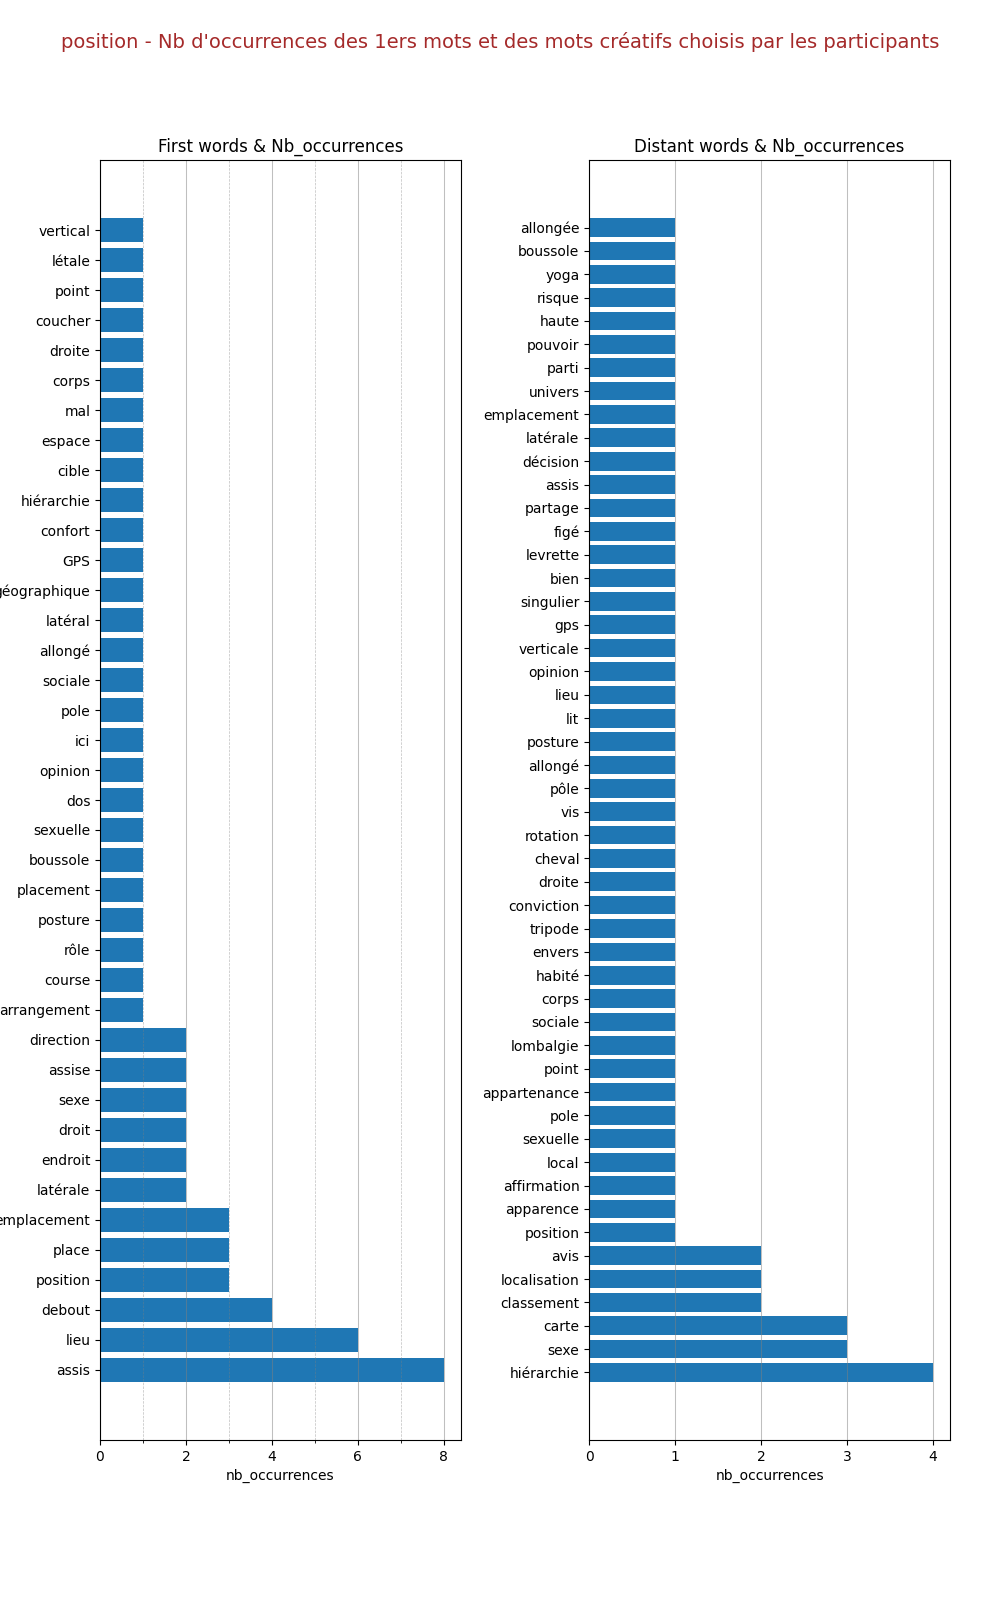 position - Nb d'occurrences des 1ers mots et des mots créatifs choisis par les participants
First words & Nb_occurrences
vertical
létale
point
coucher
droite
corps
mal
espace
cible
hiérarchie
confort
GPS
géographique
latéral
allongé
sociale
pole
ici
opinion
dos
sexuelle
boussole
placement
posture
rôle
course
arrangement
direction
assise
sexe
droit
endroit
latérale
emplacement
place
position
debout
lieu
assis
0 2 4 6 8
nb_occurrences
Distant words & Nb_occurrences
allongée
boussole
yoga
risque
haute
pouvoir
parti
univers
emplacement
latérale
décision
assis
partage
figé
levrette
bien
singulier
gps
verticale
opinion
lieu
lit
posture
allongé
pôle
vis
rotation
cheval
droite
conviction
tripode
envers
habité
corps
sociale
lombalgie
point
appartenance
pole
sexuelle
local
affirmation
apparence
position
avis
localisation
classement
carte
sexe
hiérarchie
0 1 2 3 4
nb_occurrences